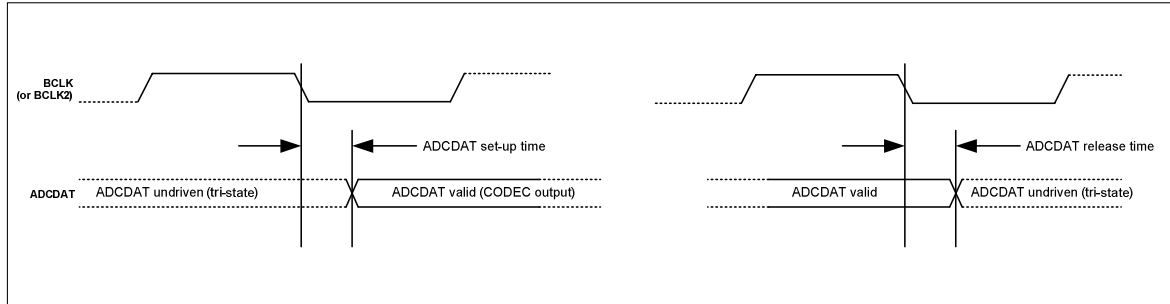 BCLK
(or BCLK2)
ADCDAT set-up time
ADCDAT release time
ADCDAT
ADCDAT undriven (tri-state)
ADCDAT valid (CODEC output)
ADCDAT valid
ADCDAT undriven (tri-state)